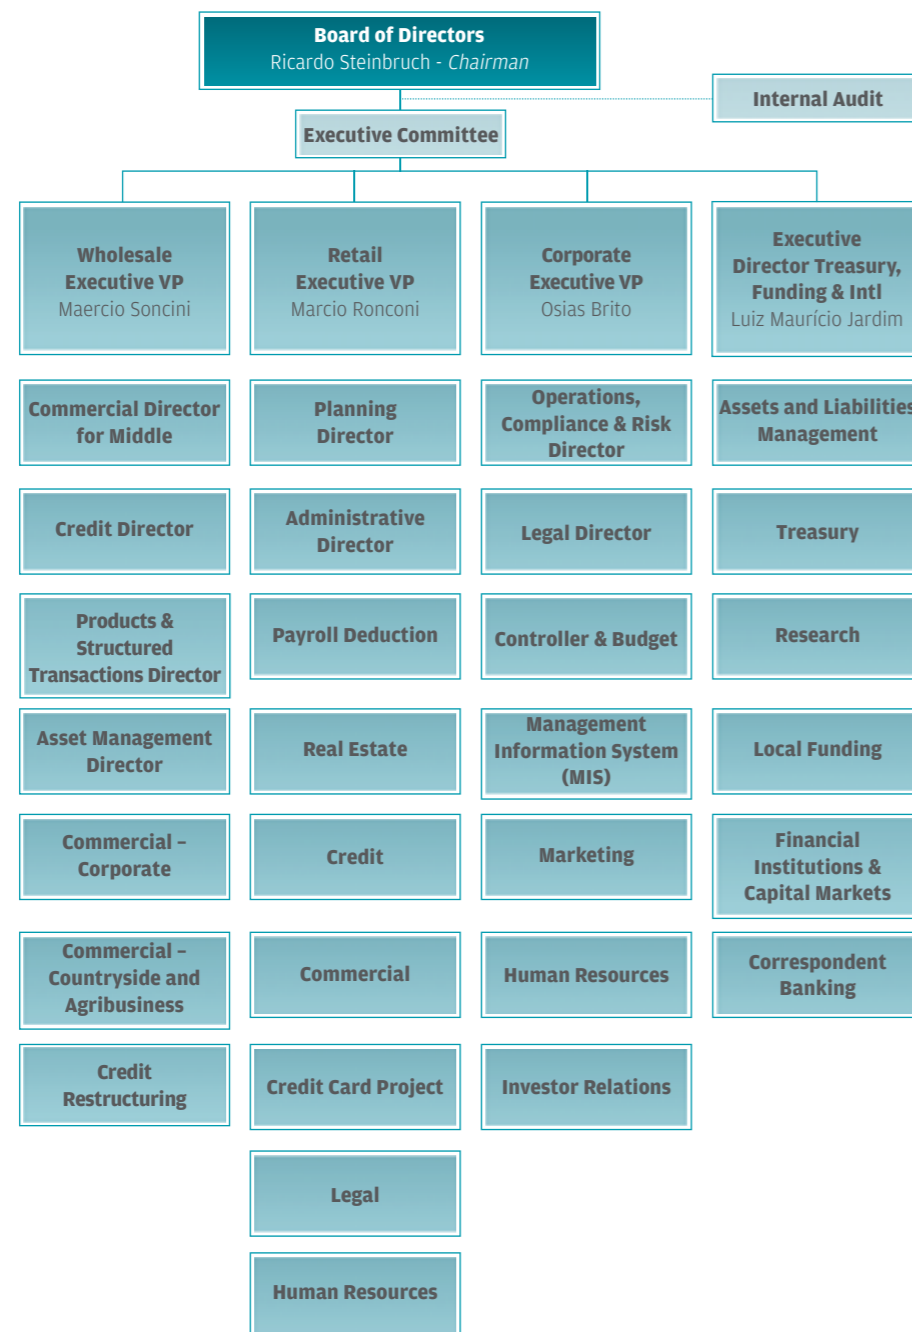 Board of Directors
Ricardo Steinbruch - Chairman
Internal Audit
Executive Committee
Wholesale
Executive VP
Maercio Soncini
Retail
Executive VP
Marcio Ronconi
Corporate
Executive VP
Osias Brito
Executive
Director Treasury,
Funding & Intl
Luiz Maurício Jardim
Commercial Director
for Middle
Planning
Director
Operations,
Compliance & Risk
Director
Assets and Liabilities
Management
Credit Director
Administrative
Director
Legal Director
Treasury
Products &
Structured
Transactions Director
Payroll Deduction
Controller & Budget
Research
Asset Management
Director
Real Estate
Management
Information System
(MIS)
Local Funding
Commercial –
Corporate
Credit
Marketing
Financial
Institutions &
Capital Markets
Commercial –
Countryside and
Agribusiness
Commercial
Human Resources
Correspondent
Banking
Credit
Restructuring
Credit Card Project
Investor Relations
Legal
Human Resources